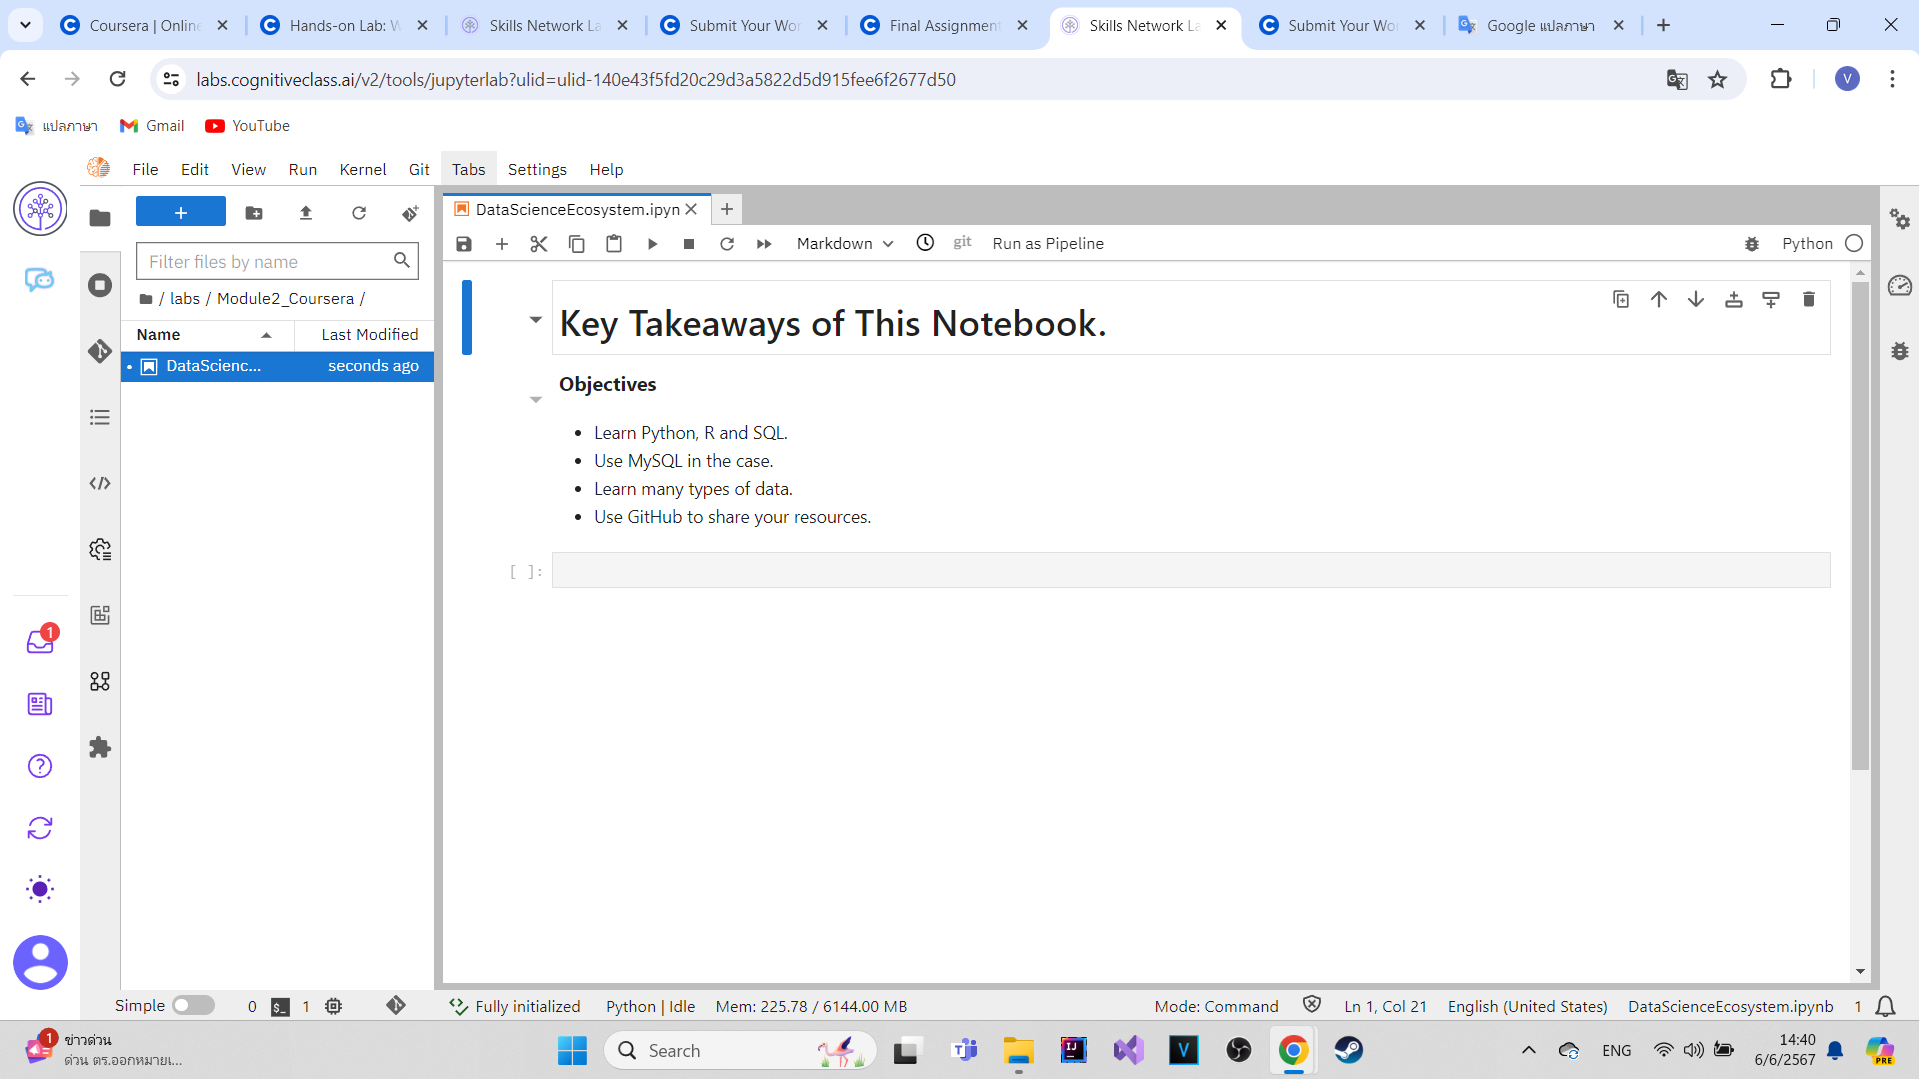 Coursera | Online
Hands-on Lab: W
Skills Network La
Submit Your Wor
Final Assignment
Skills Network La
Submit Your Wor
Google แปลภาษา
labs.cognitiveclass.ai/v2/tools/jupyterlab?ulid=ulid-140e43f5fd20c29d3a5822d5d915fee6f2677d50
V
แปลภาษา
Gmail
YouTube
File Edit View Run Kernel Git Tabs Settings Help
DataScienceEcosystem.ipyn
Markdown
git
Run as Pipeline
Python
Filter files by name
/ labs / Module2_Coursera /
Name
Last Modified
DataScienc...
seconds ago
Key Takeaways of This Notebook.
Objectives
• Learn Python, R and SQL.
• Use MySQL in the case.
• Learn many types of data.
• Use GitHub to share your resources.
[ ]:
1
Simple
0
$_
1
Fully initialized
Python | Idle
Mem: 225.78 / 6144.00 MB
Mode: Command
Ln 1, Col 21
English (United States)
DataScienceEcosystem.ipynb
1
1
ข่าวด่วน
ด่วน ตร.ออกหมายเ...
Search
IJ
V
ENG
14:40
6/6/2567
PRE